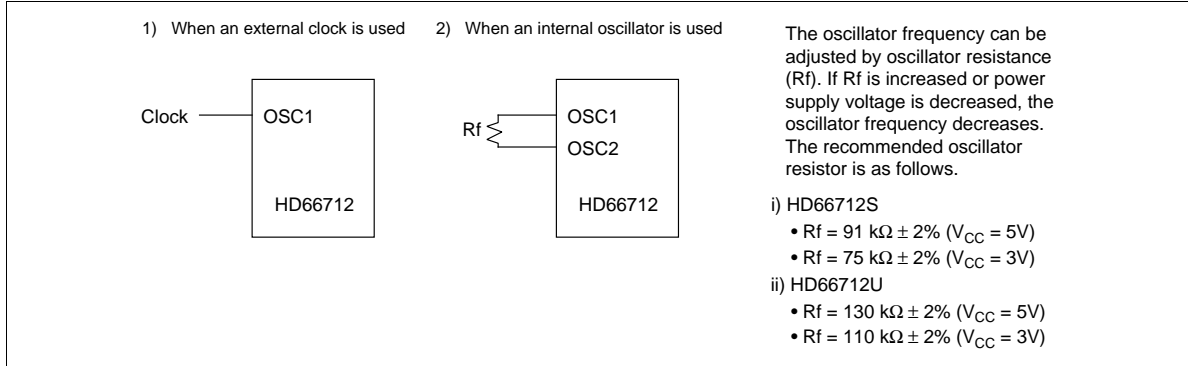 1) When an external clock is used
Clock
OSC1
HD66712
2) When an internal oscillator is used
Rf
OSC1
OSC2
HD66712
The oscillator frequency can be
adjusted by oscillator resistance
(Rf). If Rf is increased or power
supply voltage is decreased, the
oscillator frequency decreases.
The recommended oscillator
resistor is as follows.
i) HD66712S
• Rf = 91 kΩ ± 2% (VCC = 5V)
• Rf = 75 kΩ ± 2% (VCC = 3V)
ii) HD66712U
• Rf = 130 kΩ ± 2% (VCC = 5V)
• Rf = 110 kΩ ± 2% (VCC = 3V)